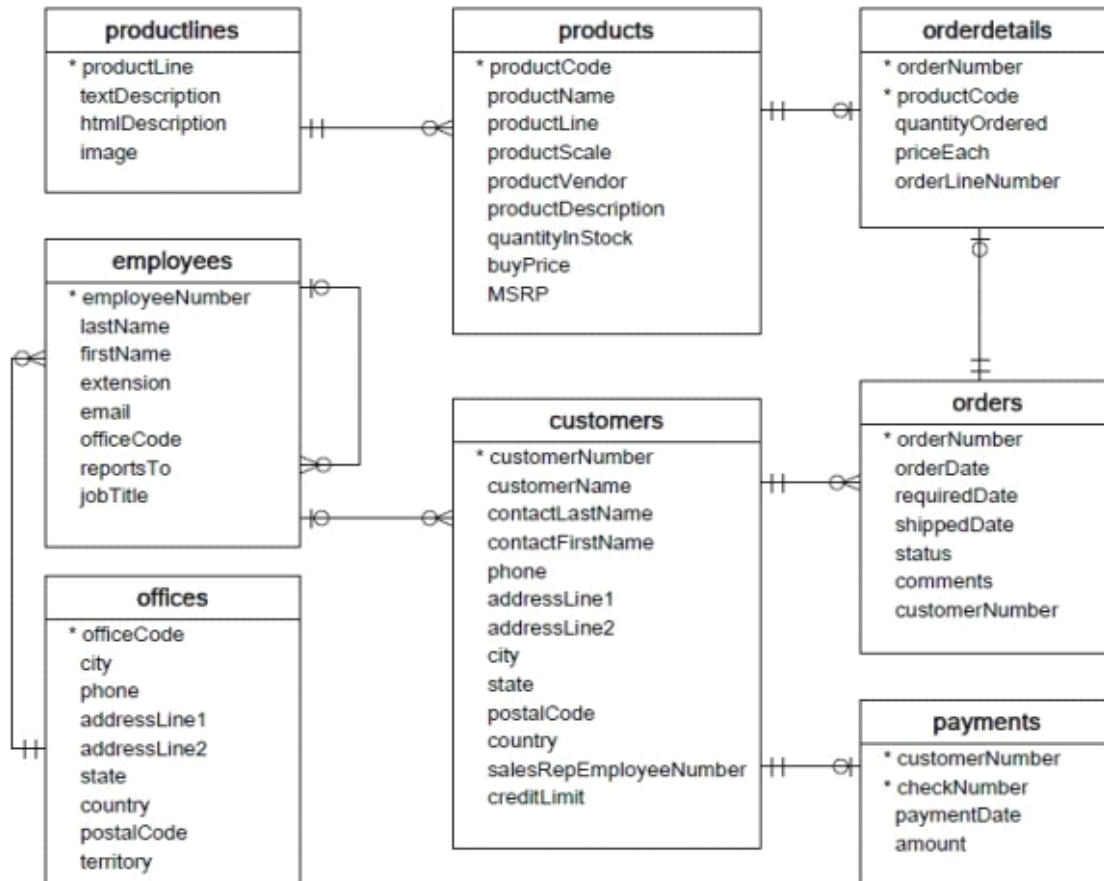 productlines
* productLine
textDescription
htmlDescription
image
products
* productCode
productName
productLine
productScale
productVendor
productDescription
quantityInStock
buyPrice
MSRP
orderdetails
* orderNumber
* productCode
quantityOrdered
priceEach
orderLineNumber
employees
* employeeNumber
lastName
firstName
extension
email
officeCode
reportsTo
jobTitle
customers
* customerNumber
customerName
contactLastName
contactFirstName
phone
addressLine1
addressLine2
city
state
postalCode
country
salesRepEmployeeNumber
creditLimit
orders
* orderNumber
orderDate
requiredDate
shippedDate
status
comments
customerNumber
offices
* officeCode
city
phone
addressLine1
addressLine2
state
country
postalCode
territory
payments
* customerNumber
* checkNumber
paymentDate
amount